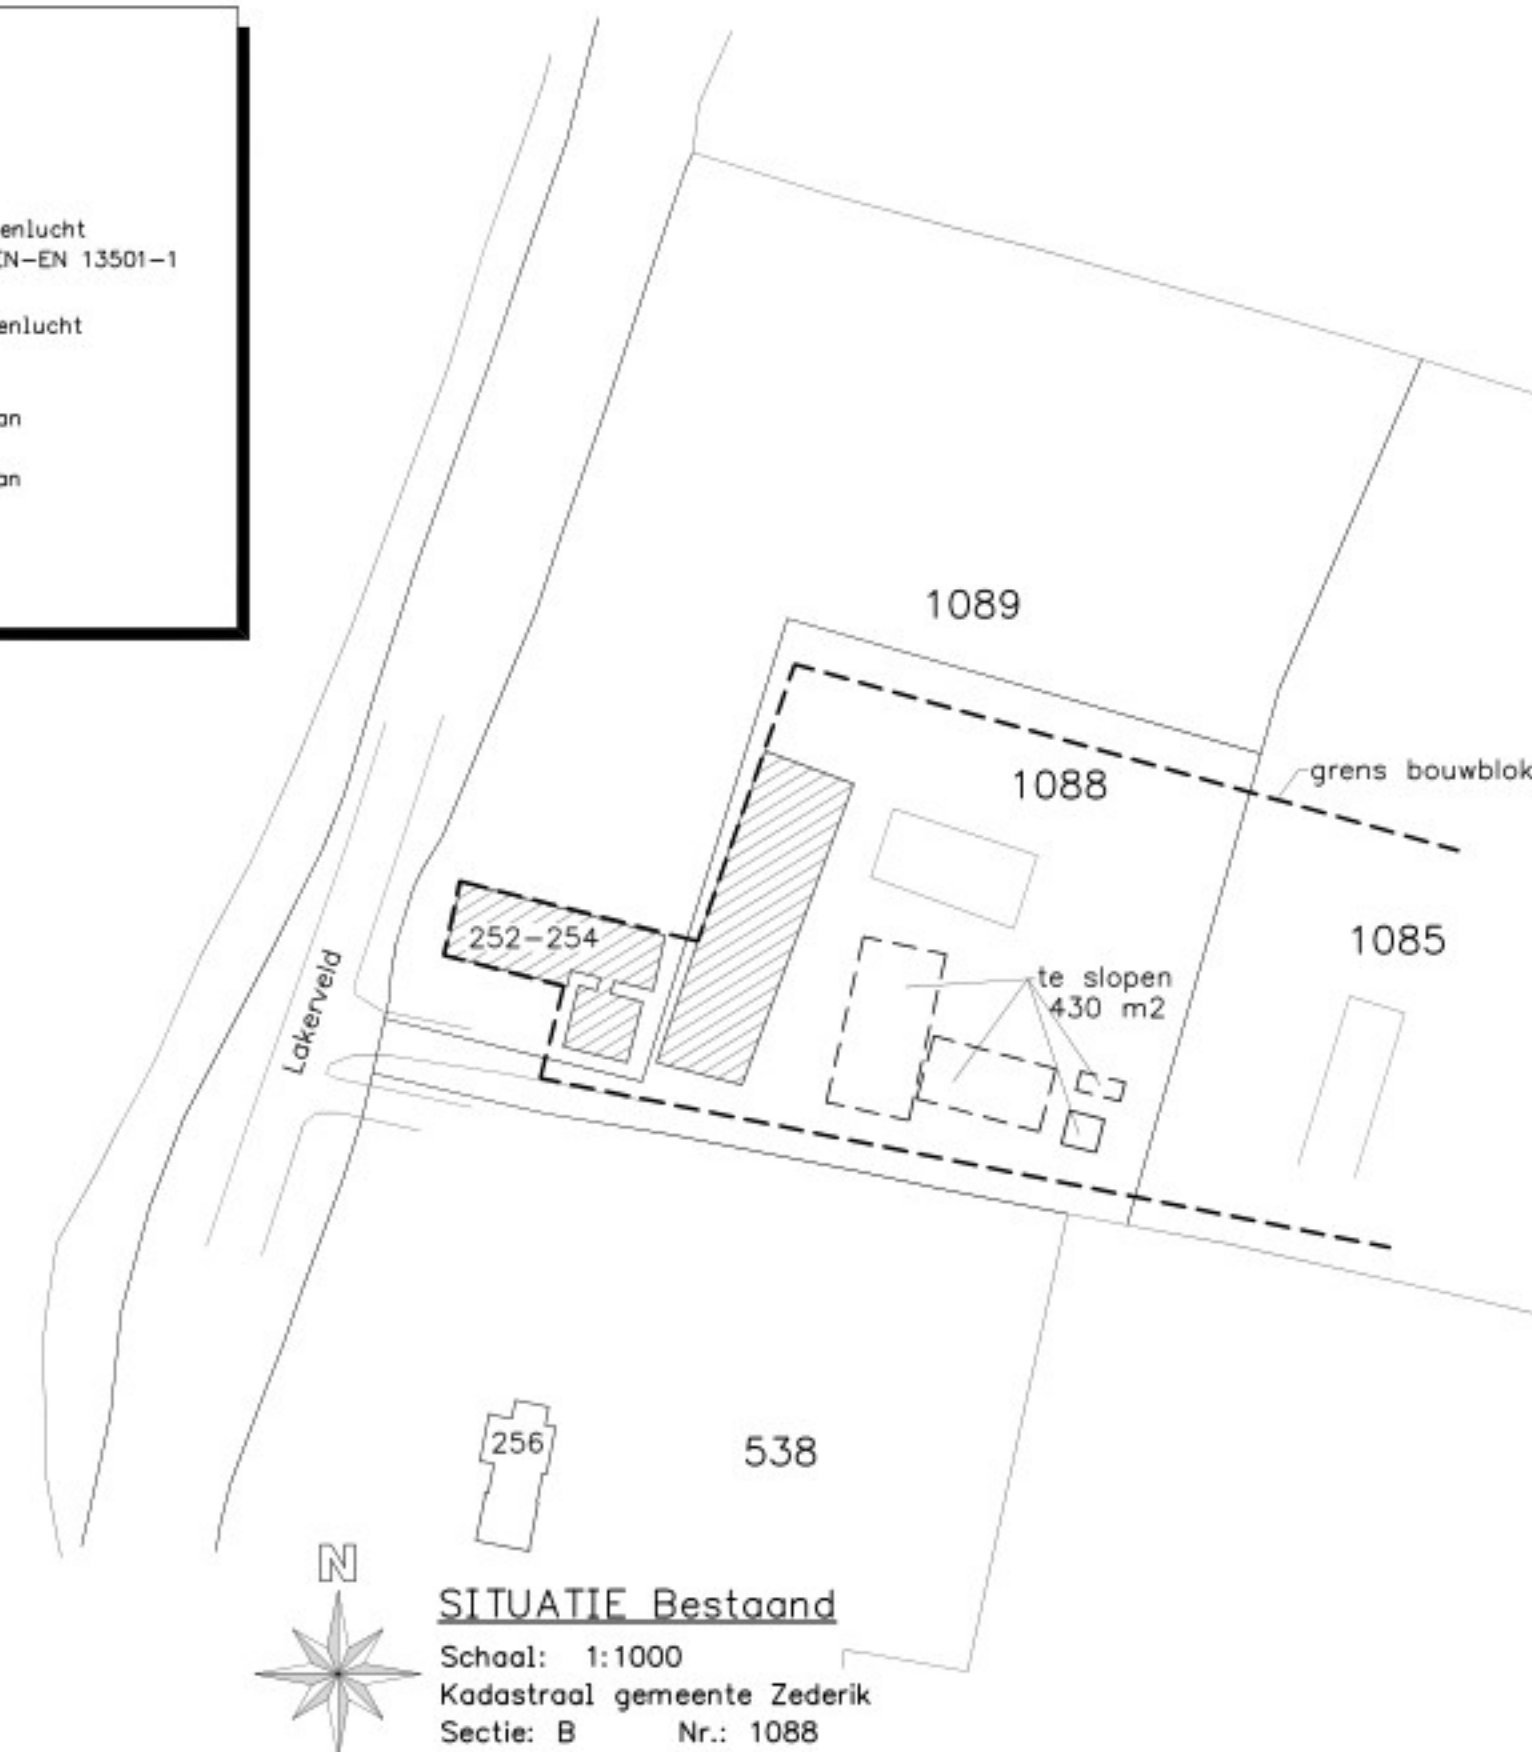 enlucht
EN-EN 13501-1
enlucht
an
an
1089
1088
grens bouwblok
252-254
1085
te slopen
430 m2
Lakerveld
256
538
N
SITUATIE Bestaand
Schaal: 1:1000
Kadastraal gemeente Zederik
Sectie: B Nr.: 1088